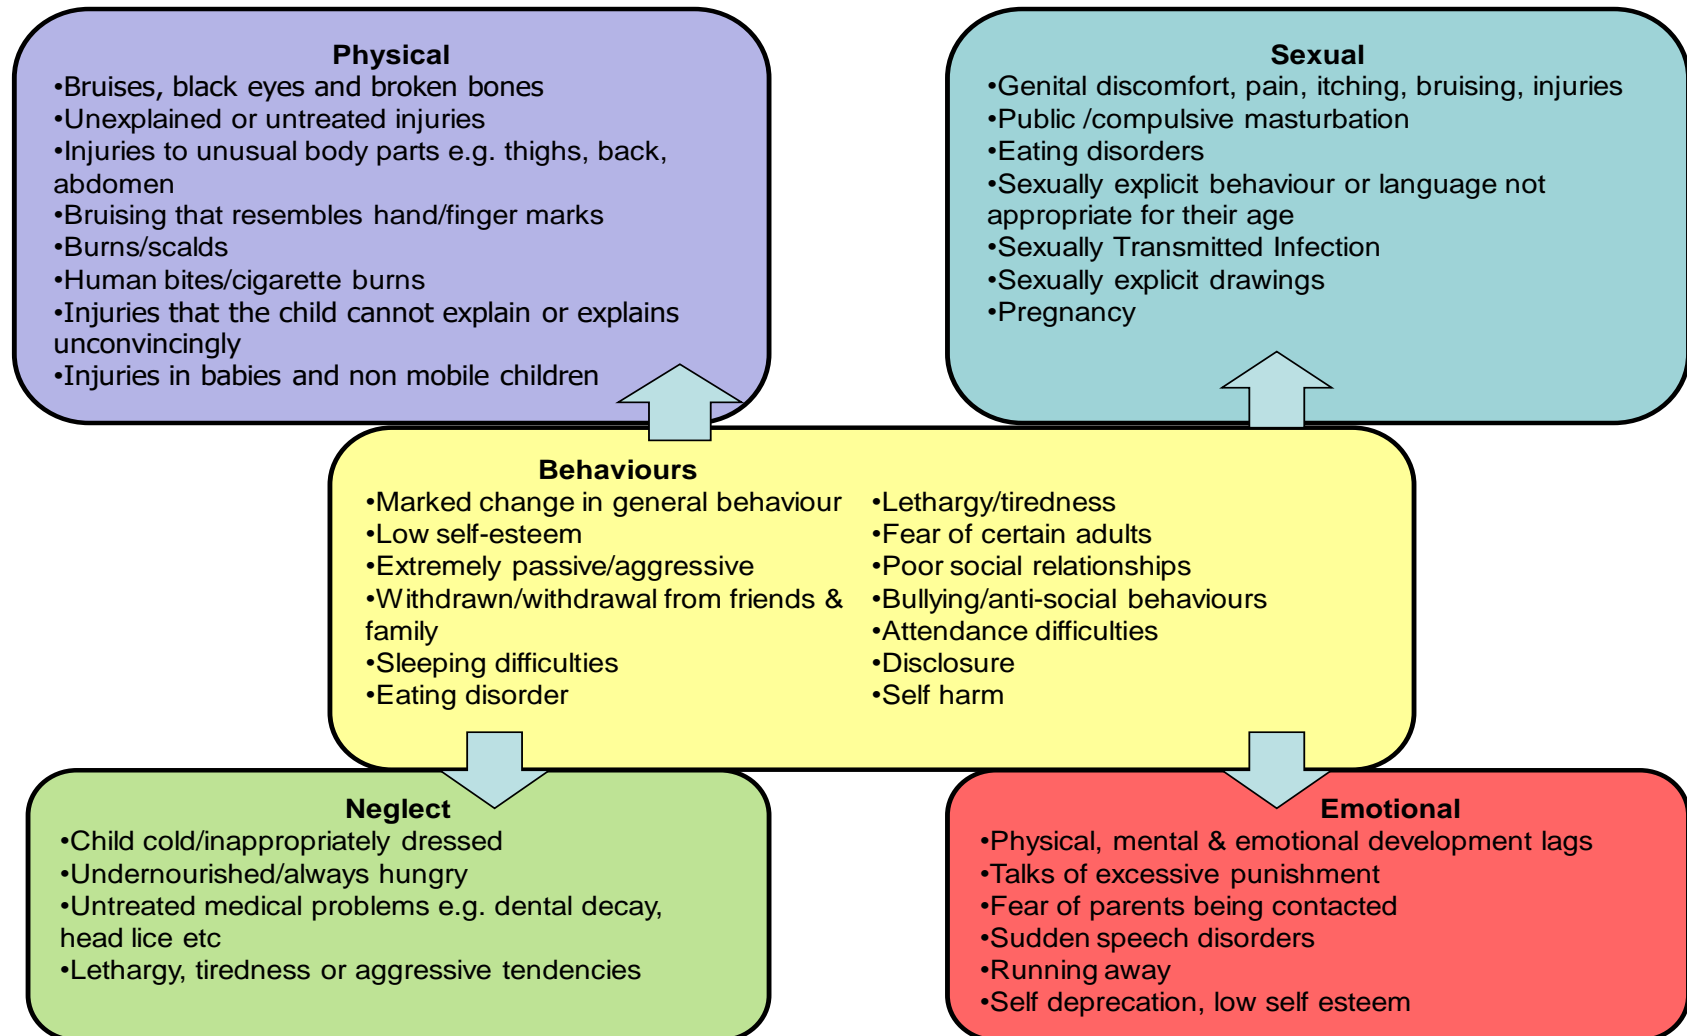 Physical
•Bruises, black eyes and broken bones
•Unexplained or untreated injuries
•Injuries to unusual body parts e.g. thighs, back,
abdomen
•Bruising that resembles hand/finger marks
•Burns/scalds
•Human bites/cigarette burns
•Injuries that the child cannot explain or explains
unconvincingly
•Injuries in babies and non mobile children
Sexual
•Genital discomfort, pain, itching, bruising, injuries
•Public /compulsive masturbation
•Eating disorders
•Sexually explicit behaviour or language not
appropriate for their age
•Sexually Transmitted Infection
•Sexually explicit drawings
•Pregnancy
Behaviours
•Marked change in general behaviour
•Low self-esteem
•Extremely passive/aggressive
•Withdrawn/withdrawal from friends &
family
•Sleeping difficulties
•Eating disorder
•Lethargy/tiredness
•Fear of certain adults
•Poor social relationships
•Bullying/anti-social behaviours
•Attendance difficulties
•Disclosure
•Self harm
Neglect
•Child cold/inappropriately dressed
•Undernourished/always hungry
•Untreated medical problems e.g. dental decay,
head lice etc
•Lethargy, tiredness or aggressive tendencies
Emotional
•Physical, mental & emotional development lags
•Talks of excessive punishment
•Fear of parents being contacted
•Sudden speech disorders
•Running away
•Self deprecation, low self esteem